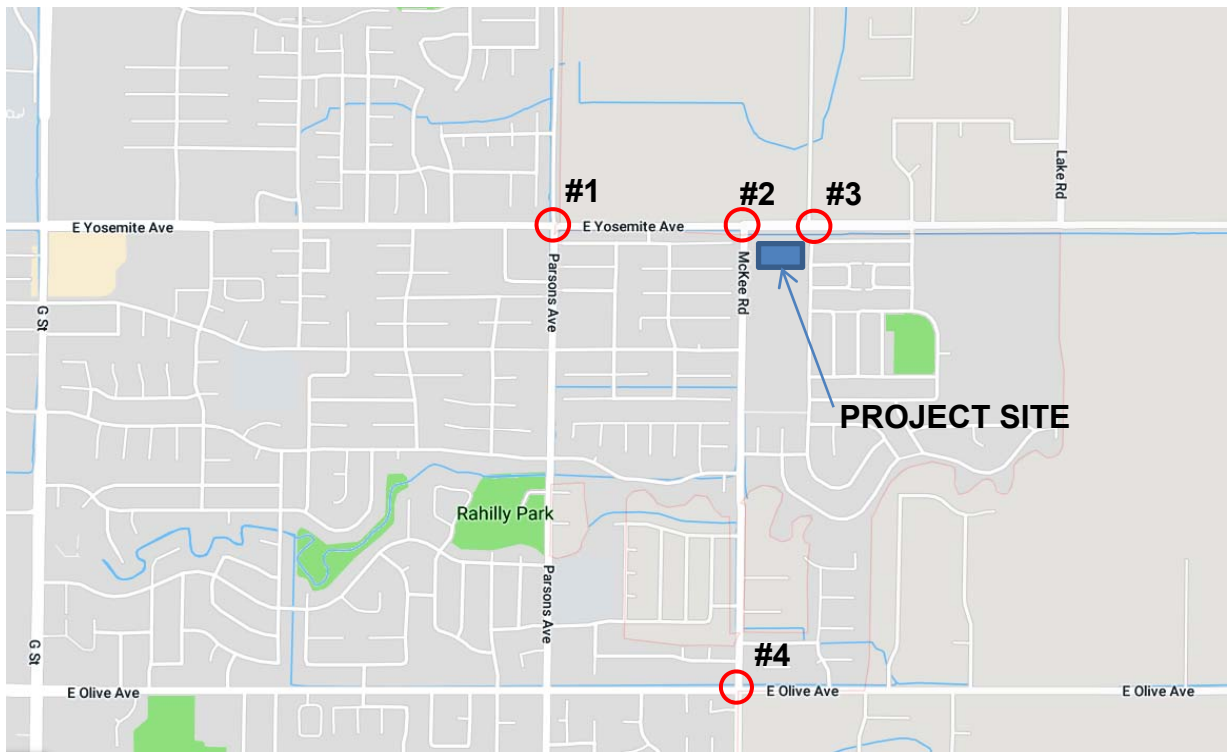 Lake Rd
#1
#2
#3
E Yosemite Ave
E Yosemite Ave
Parsons Ave
McKee Rd
G St
PROJECT SITE
Rahilly Park
Parsons Ave
G St
#4
E Olive Ave
E Olive Ave
E Olive Ave